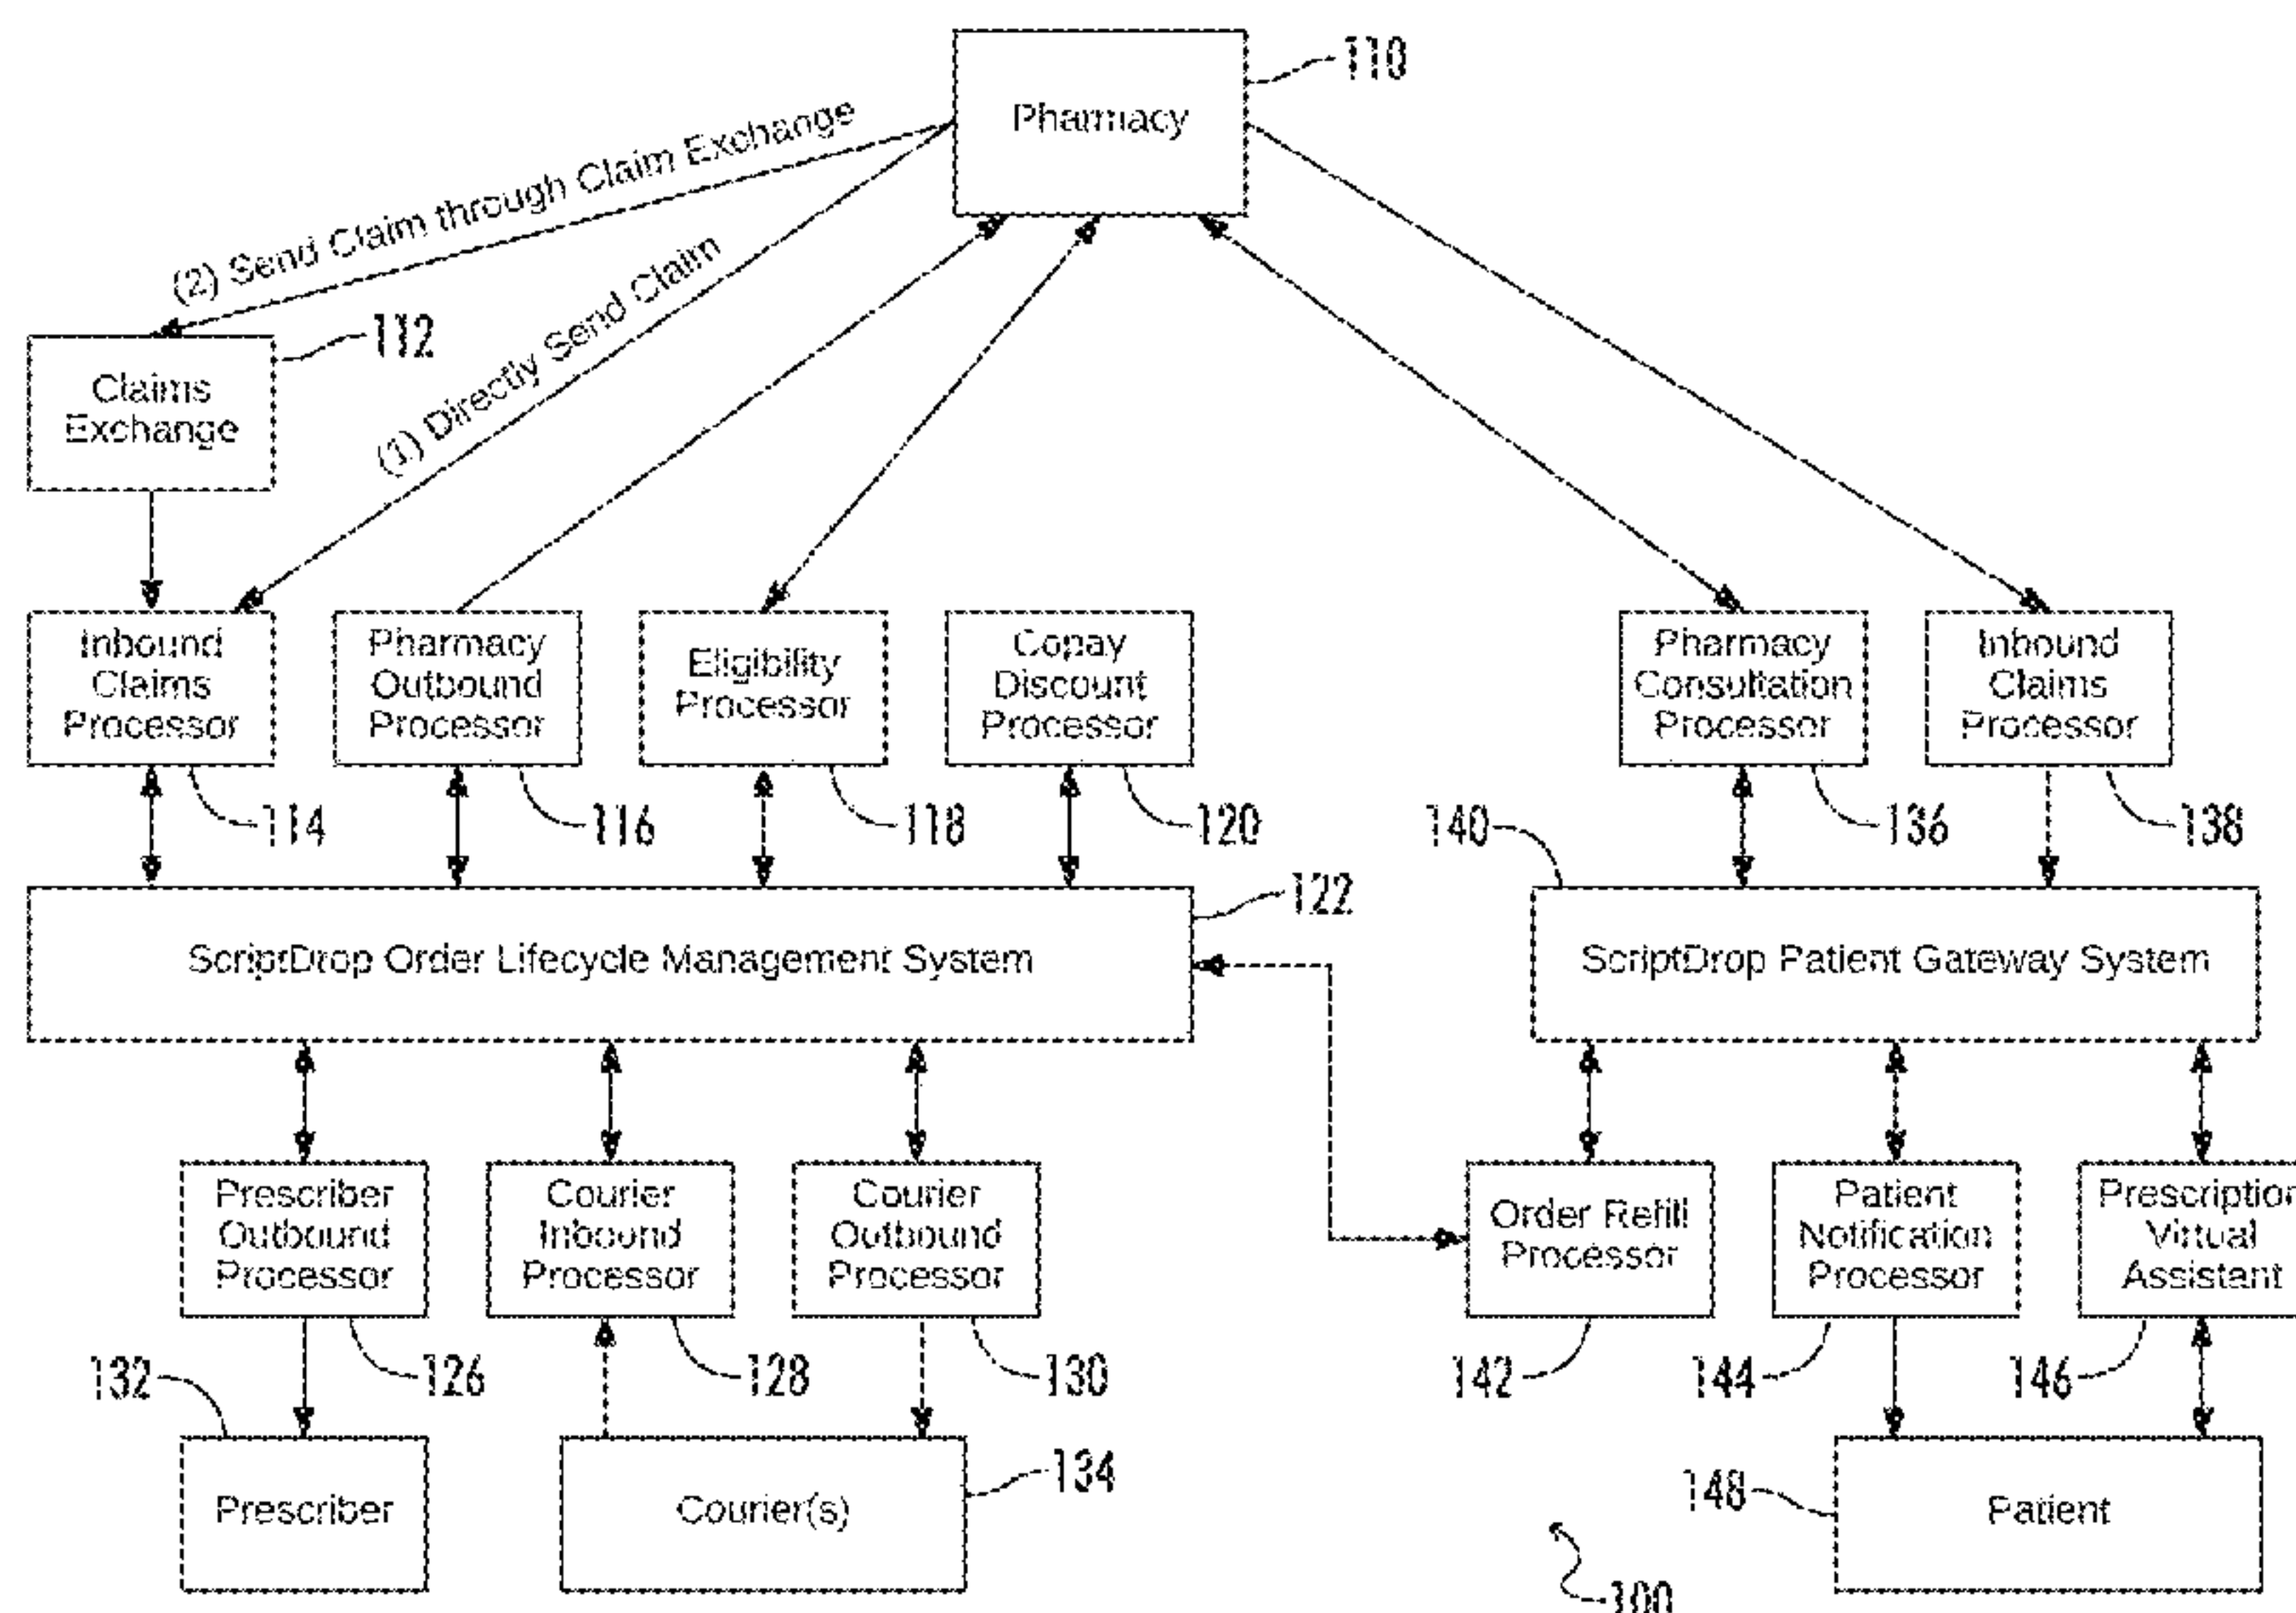 Pharmacy
110
(2) Send Claim through Claim Exchange
(1) Directly Send Claim
112
Claims
Exchange
Inbound
Claims
Processor
Pharmacy
Outbound
Processor
Eligibility
Processor
Copay
Discount
Processor
Pharmacy
Consultation
Processor
Inbound
Claims
Processor
114
116
118
120
140
136
138
122
ScriptDrop Order Lifecycle Management System
ScriptDrop Patient Gateway System
Prescriber
Outbound
Processor
Courier
Inbound
Processor
Courier
Outbound
Processor
Order Refill
Processor
Patient
Notification
Processor
Prescription
Virtual
Assistant
132
126
128
130
142
144
146
Prescriber
Courier(s)
134
148
Patient
100